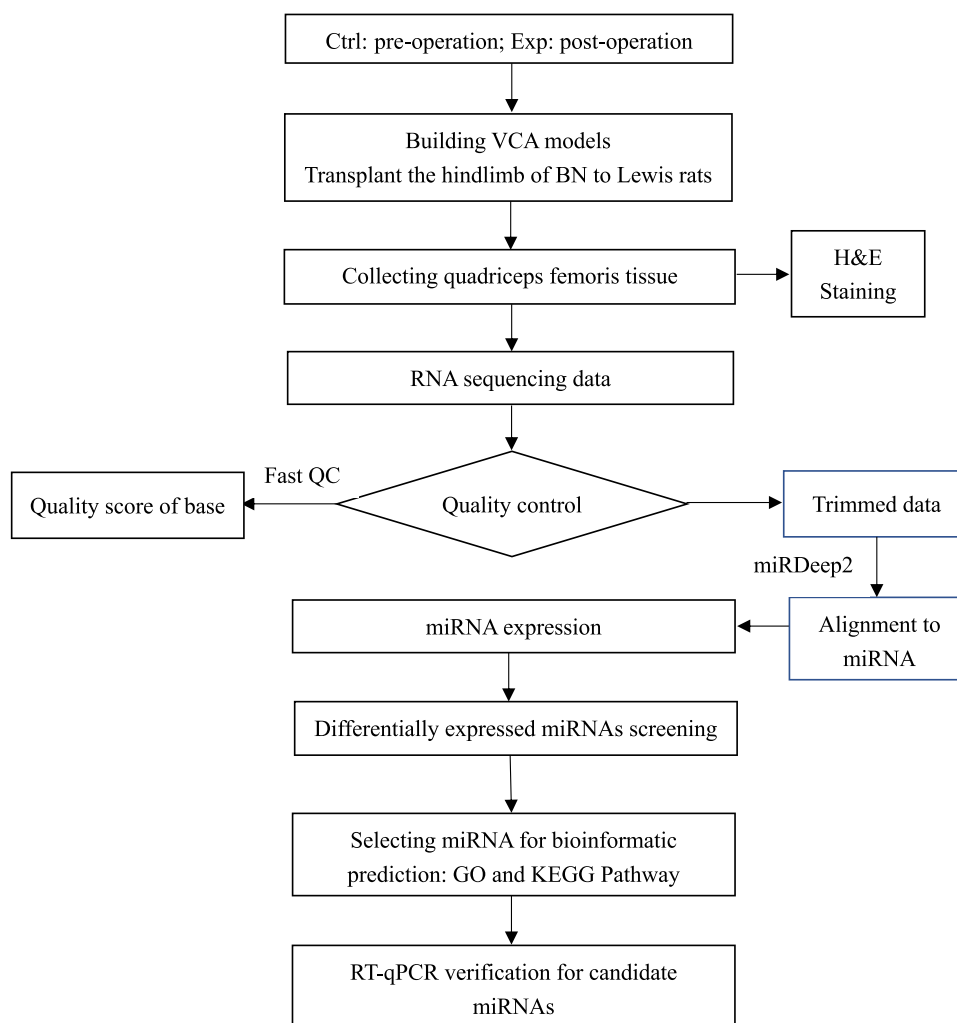 Ctrl: pre-operation; Exp: post-operation
Building VCA models
Transplant the hindlimb of BN to Lewis rats
Collecting quadriceps femoris tissue
H&E
Staining
RNA sequencing data
Fast QC
Quality score of base
Quality control
Trimmed data
miRDeep2
miRNA expression
Alignment to
miRNA
Differentially expressed miRNAs screening
Selecting miRNA for bioinformatic
prediction: GO and KEGG Pathway
RT-qPCR verification for candidate
miRNAs